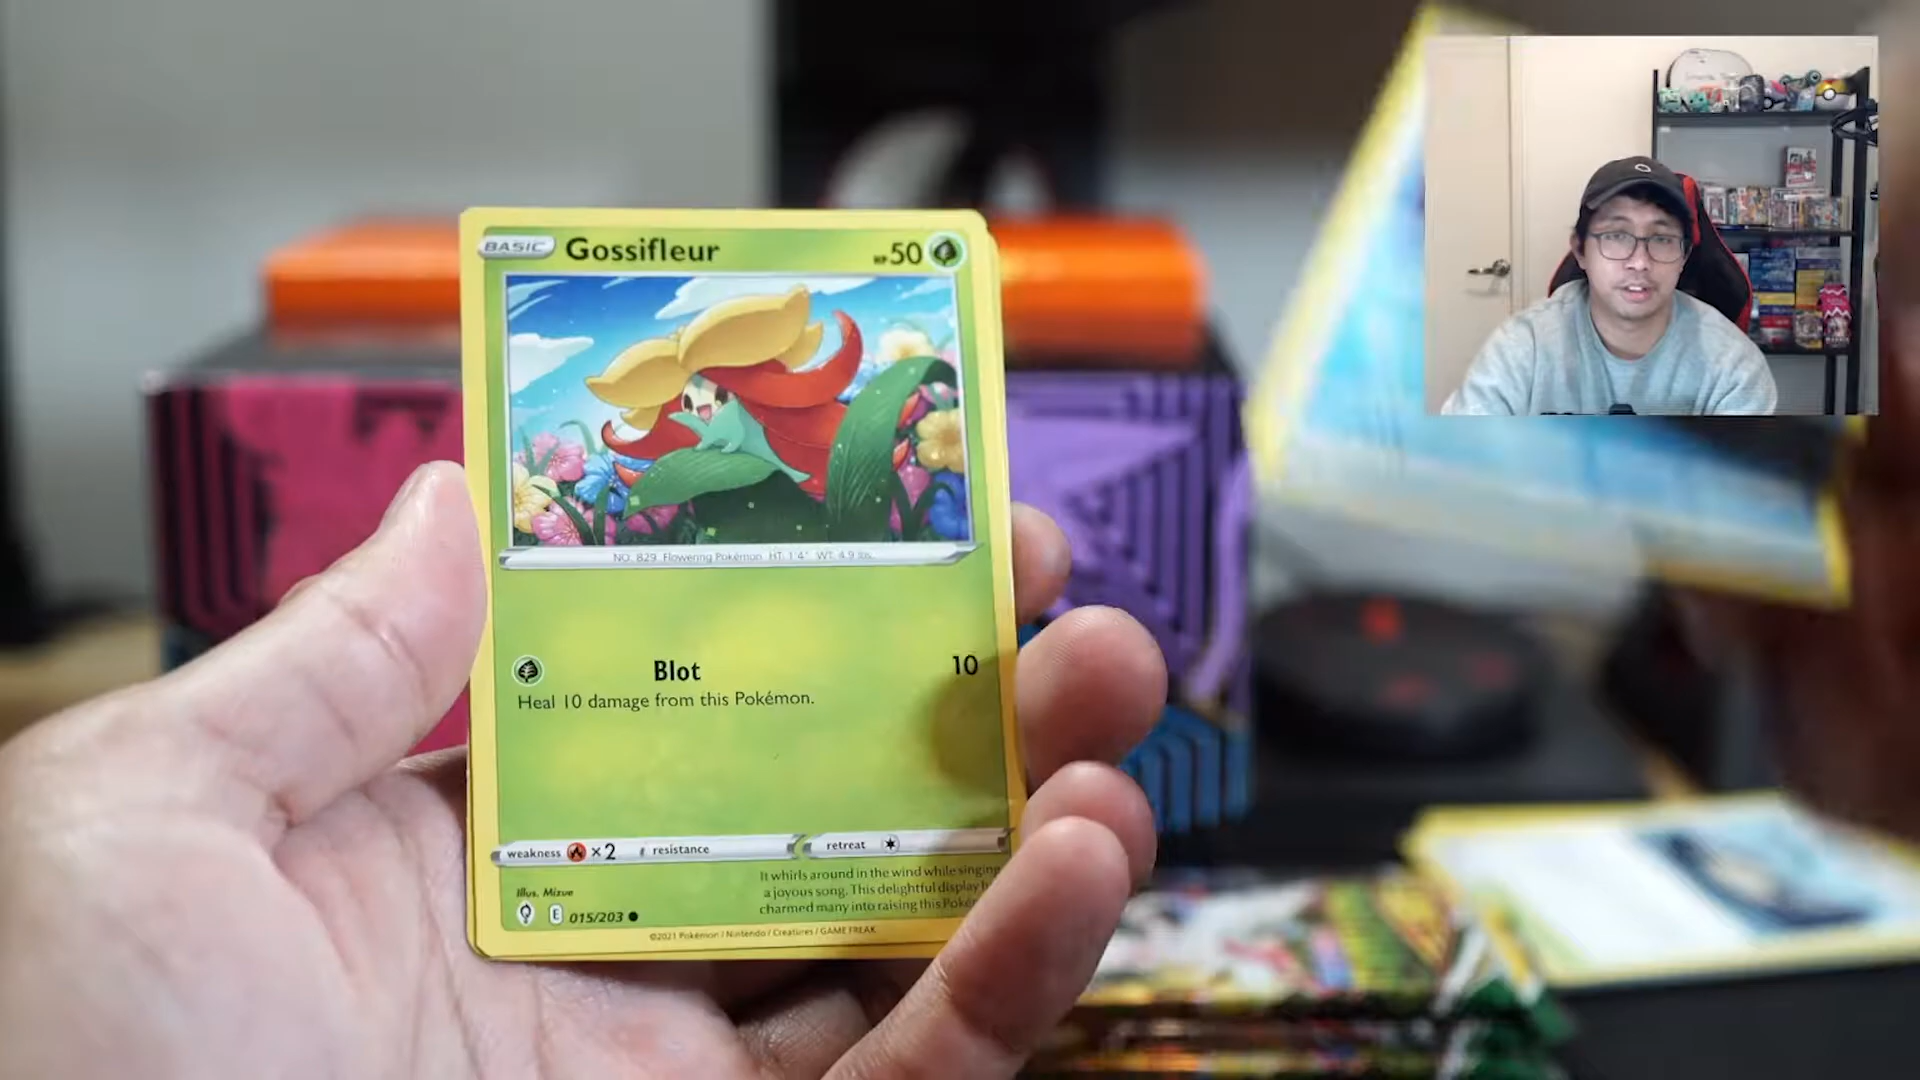 BASIC Gossifleur HP 50
NO. 829 Flowering Pokémon HT: 1'4" WT: 4.9 lbs.
Blot 10
Heal 10 damage from this Pokémon.
weakness ×2 resistance retreat
It whirls around in the wind while singing
a joyous song. This delightful display
charmed many into raising this
Illus. Mizue
E 015/203
©2021 Pokémon / Nintendo / Creatures / GAME FREAK